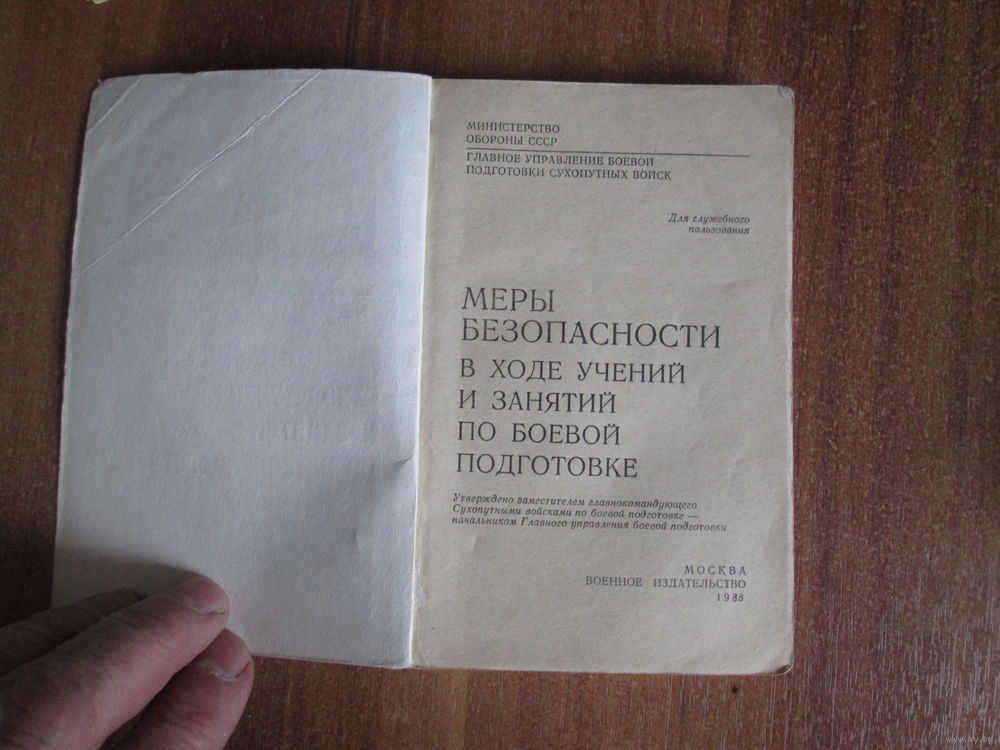 МИНИСТЕРСТВО
ОБОРОНЫ СССР
ГЛАВНОЕ УПРАВЛЕНИЕ БОЕВОЙ
ПОДГОТОВКИ СУХОПУТНЫХ ВОЙСК
Для служебного
пользования
МЕРЫ
БЕЗОПАСНОСТИ
В ХОДЕ УЧЕНИЙ
И ЗАНЯТИЙ
ПО БОЕВОЙ
ПОДГОТОВКЕ
Утверждено заместителем главнокомандующего
Сухопутными войсками по боевой подготовке —
начальником Главного управления боевой подготовки
МОСКВА
ВОЕННОЕ ИЗДАТЕЛЬСТВО
1988